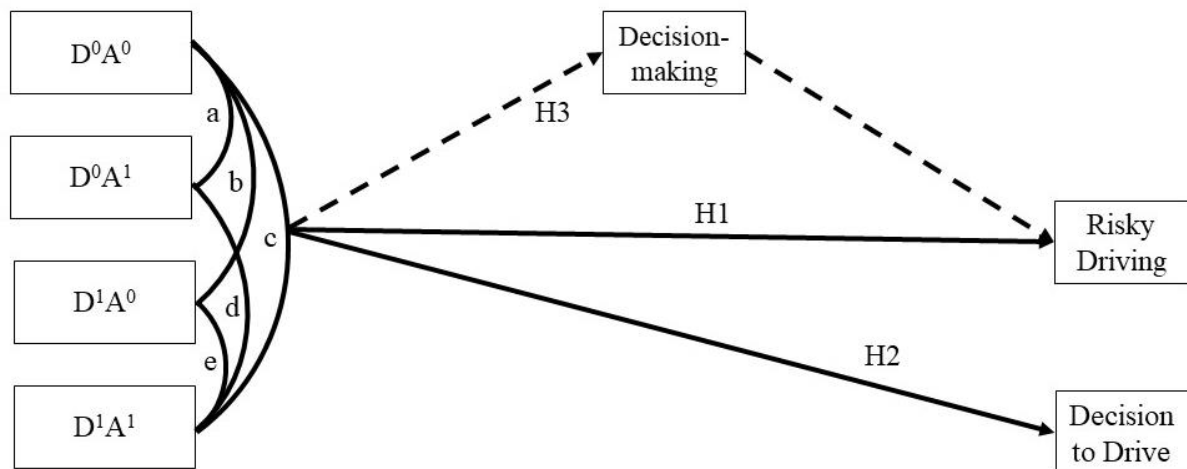 D⁰A⁰
D⁰A¹
D¹A⁰
D¹A¹
a
b
c
d
e
Decision-
making
H3
H1
H2
Risky
Driving
Decision
to Drive